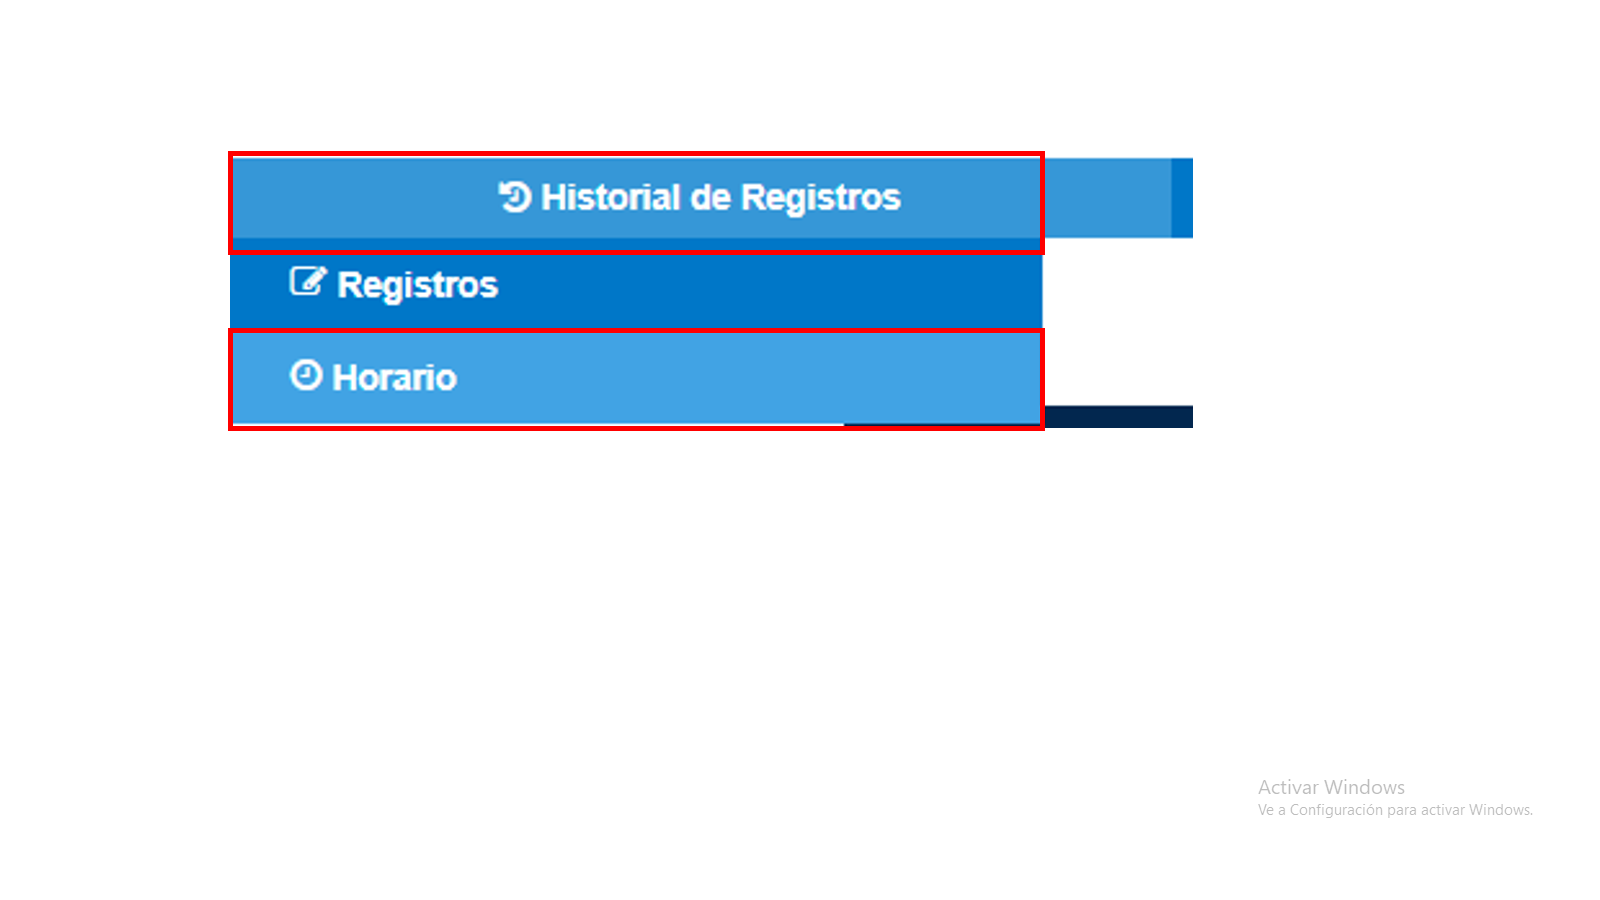 Historial de Registros
Registros
Horario
Activar Windows
Ve a Configuración para activar Windows.